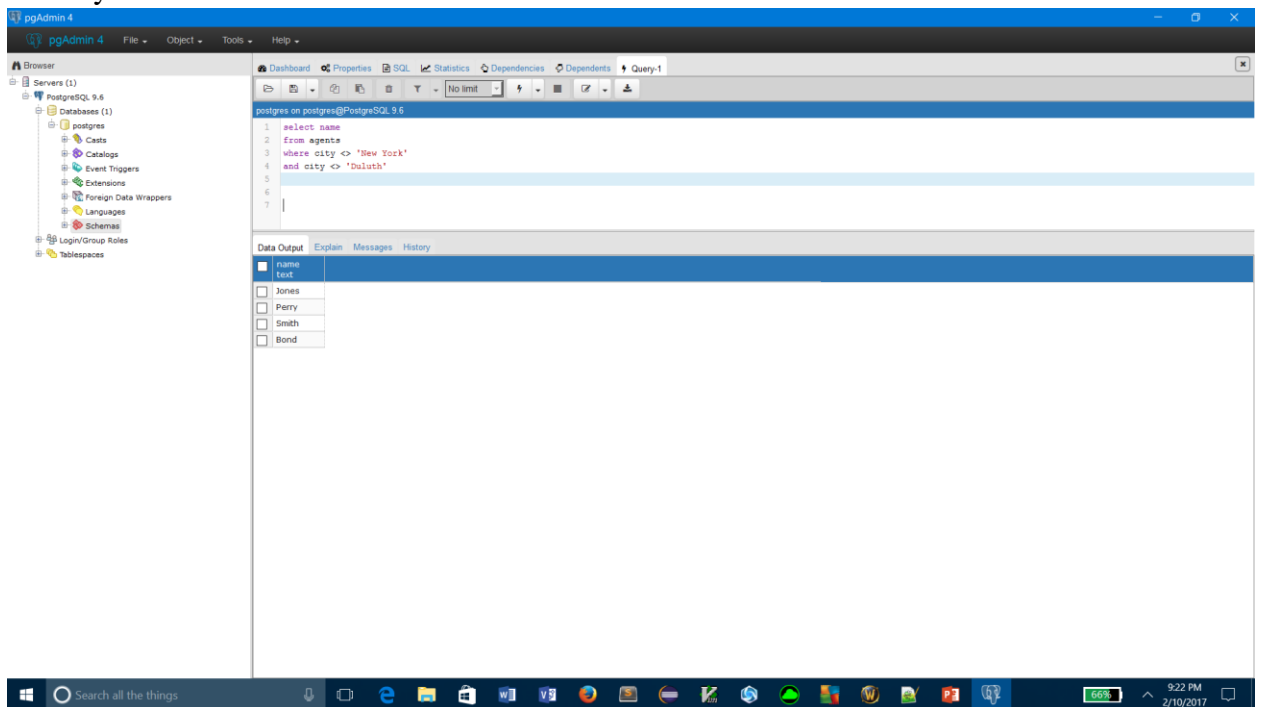 pgAdmin 4
pgAdmin 4 File Object Tools Help
Browser
Servers (1)
PostgreSQL 9.6
Databases (1)
postgres
Casts
Catalogs
Event Triggers
Extensions
Foreign Data Wrappers
Languages
Schemas
Login/Group Roles
Tablespaces
Dashboard Properties SQL Statistics Dependencies Dependents Query-1
No limit
postgres on postgres@PostgreSQL 9.6
1 select name
2 from agents
3 where city <> 'New York'
4 and city <> 'Duluth'
5
6
7
Data Output Explain Messages History
name
text
Jones
Perry
Smith
Bond
Search all the things
66%
9:22 PM
2/10/2017